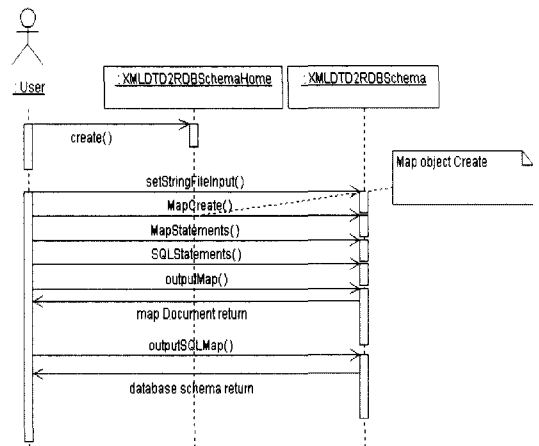 : User
: XMLDTD2RDBSchemaHome
: XMLDTD2RDBSchema
create()
Map object Create
setStringFileInput()
MapCreate()
MapStatements()
SQLStatements()
outputMap()
map Document return
outputSQLMap()
database schema return